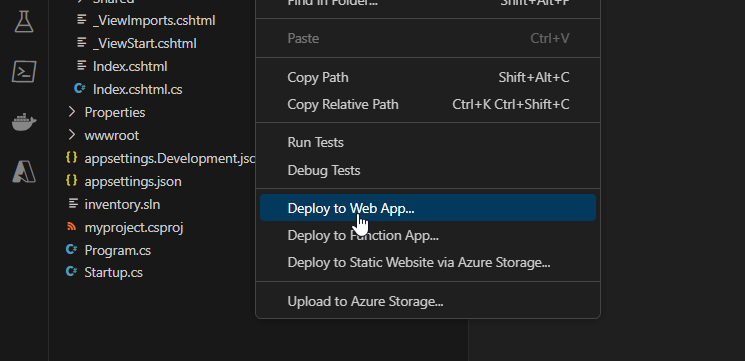 Shared
_ViewImports.cshtml
_ViewStart.cshtml
Index.cshtml
Index.cshtml.cs
Properties
wwwroot
appsettings.Development.jso
appsettings.json
inventory.sln
myproject.csproj
Program.cs
Startup.cs
Find in Folder... Shift+Alt+F
Paste Ctrl+V
Copy Path Shift+Alt+C
Copy Relative Path Ctrl+K Ctrl+Shift+C
Run Tests
Debug Tests
Deploy to Web App...
Deploy to Function App...
Deploy to Static Website via Azure Storage...
Upload to Azure Storage...